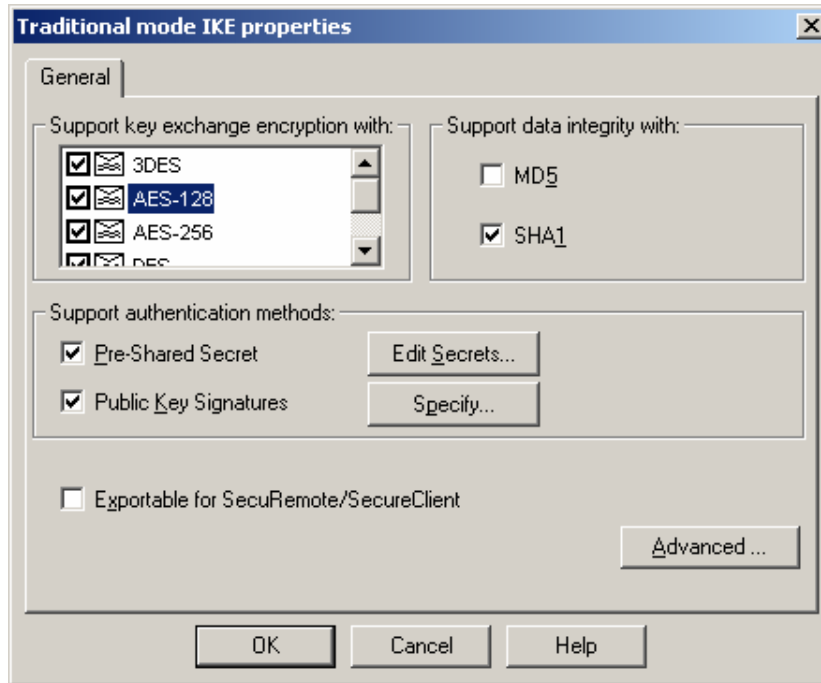 Traditional mode IKE properties
General
Support key exchange encryption with:
3DES
AES-128
AES-256
DES
Support data integrity with:
MD5
SHA1
Support authentication methods:
Pre-Shared Secret
Edit Secrets...
Public Key Signatures
Specify...
Exportable for SecuRemote/SecureClient
Advanced ...
OK
Cancel
Help